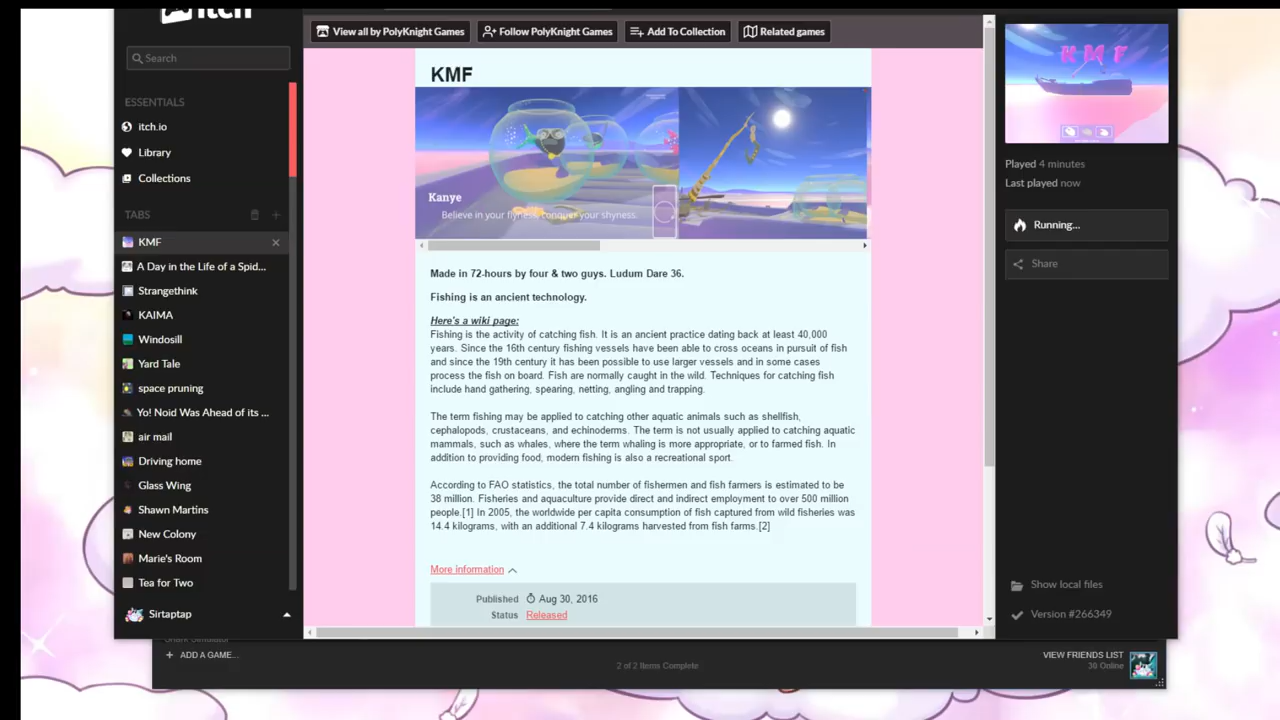 itch
View all by PolyKnight Games
Follow PolyKnight Games
Add To Collection
Related games
Search
ESSENTIALS
itch.io
Library
Collections
TABS
KMF
A Day in the Life of a Spid...
Strangethink
KAIMA
Windosill
Yard Tale
space pruning
Yo! Noid Was Ahead of its ...
air mail
Driving home
Glass Wing
Shawn Martins
New Colony
Marie's Room
Tea for Two
Sirtaptap
KMF
Kanye
Believe in your flyness, conquer your shyness.
Made in 72-hours by four & two guys. Ludum Dare 36.
Fishing is an ancient technology.
Here's a wiki page:
Fishing is the activity of catching fish. It is an ancient practice dating back at least 40,000
years. Since the 16th century fishing vessels have been able to cross oceans in pursuit of fish
and since the 19th century it has been possible to use larger vessels and in some cases
process the fish on board. Fish are normally caught in the wild. Techniques for catching fish
include hand gathering, spearing, netting, angling and trapping.
The term fishing may be applied to catching other aquatic animals such as shellfish,
cephalopods, crustaceans, and echinoderms. The term is not usually applied to catching aquatic
mammals, such as whales, where the term whaling is more appropriate, or to farmed fish. In
addition to providing food, modern fishing is also a recreational sport.
According to FAO statistics, the total number of fishermen and fish farmers is estimated to be
38 million. Fisheries and aquaculture provide direct and indirect employment to over 500 million
people.[1] In 2005, the worldwide per capita consumption of fish captured from wild fisheries was
14.4 kilograms, with an additional 7.4 kilograms harvested from fish farms.[2]
More information
Published Aug 30, 2016
Status Released
KMF
Played 4 minutes
Last played now
Running...
Share
Show local files
Version #266349
ADD A GAME...
2 of 2 Items Complete
VIEW FRIENDS LIST
30 Online